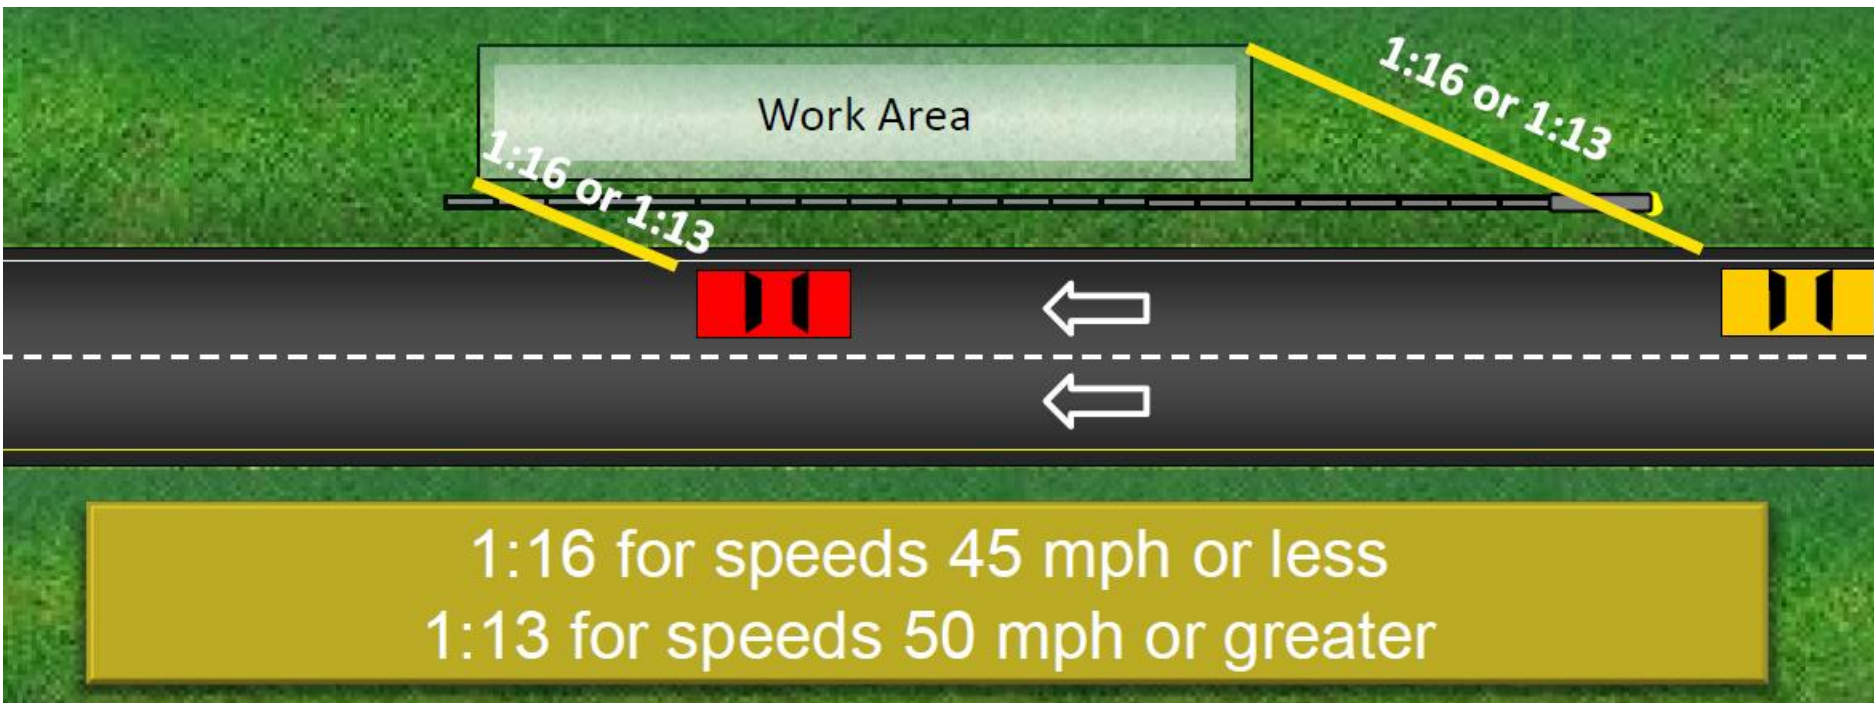 1:16 or 1:13
Work Area
1:16 or 1:13
1:16 for speeds 45 mph or less
1:13 for speeds 50 mph or greater